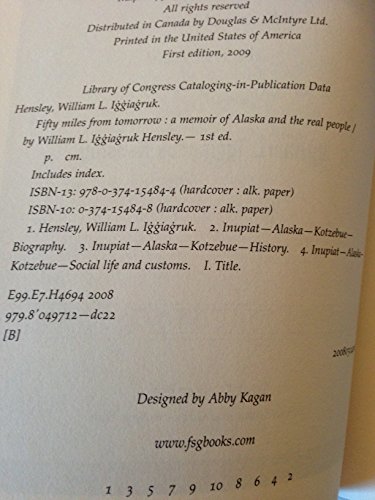 All rights reserved
Distributed in Canada by Douglas & McIntyre Ltd.
Printed in the United States of America
First edition, 2009
Library of Congress Cataloging-in-Publication Data
Hensley, William L. Iġġiaġruk.
Fifty miles from tomorrow : a memoir of Alaska and the real people /
by William L. Iġġiaġruk Hensley.— 1st ed.
p. cm.
Includes index.
ISBN-13: 978-0-374-15484-4 (hardcover : alk. paper)
ISBN-10: 0-374-15484-8 (hardcover : alk. paper)
1. Hensley, William L. Iġġiaġruk. 2. Inupiat—Alaska—Kotzebue—
Biography. 3. Inupiat—Alaska—Kotzebue—History. 4. Inupiat—Alaska—
Kotzebue—Social life and customs. I. Title.
E99.E7.H4694 2008
979.8'049712—dc22
[B]
Designed by Abby Kagan
www.fsgbooks.com
1 3 5 7 9 10 8 6 4 2